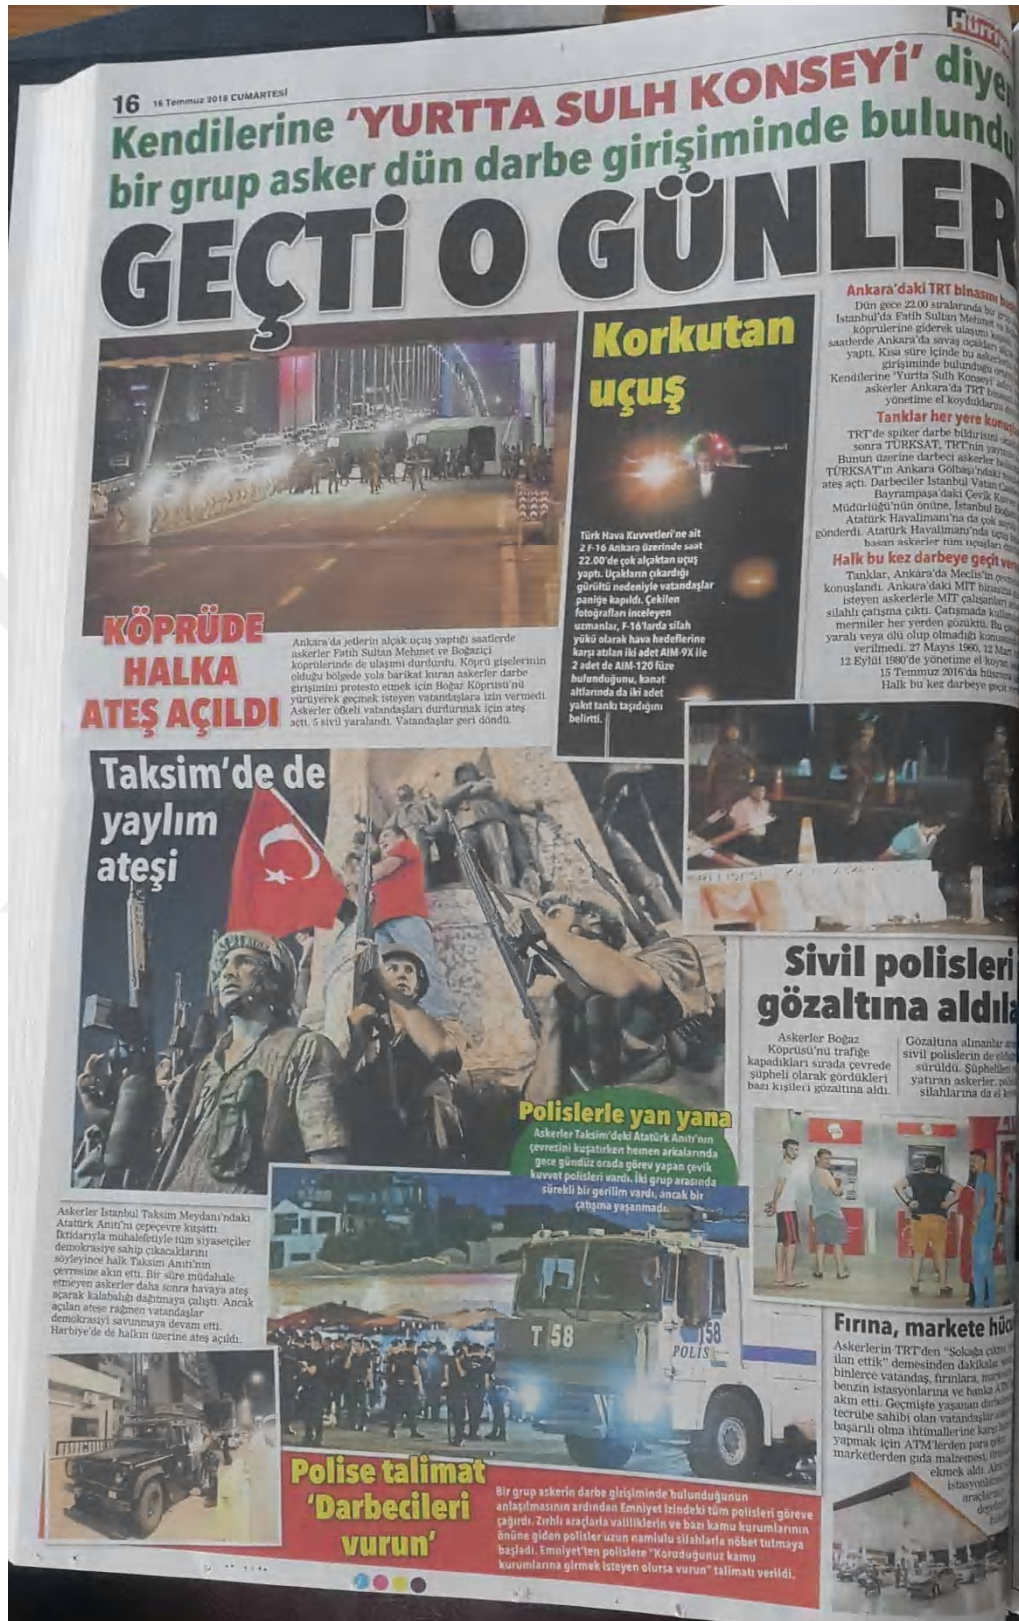 Hürri
16 16 Temmuz 2016 CUMARTESİ
Kendilerine 'YURTTA SULH KONSEYİ' diye
bir grup asker dün darbe girişiminde bulundu
GEÇTİ O GÜNLER
Ankara'daki TRT binasını
Dün gece 22.00 sıralarında bir
İstanbul'da Fatih Sultan Mehmet
köprülerine giderek ulaşımı
saatlerde Ankara'da savaş uçakları
yaptı. Kısa süre içinde bu askerlerin
girişiminde bulunduğu
Kendilerine 'Yurtta Sulh Konseyi'
askerler Ankara'da TRT
yönetime el koyduklarını
Tanklar her yere
TRT'de spiker darbe bildirisini
sonra TÜRKSAT, TRT'nin
Bunun üzerine darbeci askerler
TÜRKSAT'ın Ankara Gölbaşı'ndaki
ateş açtı. Darbeciler İstanbul Vatan
Bayrampaşa'daki Çevik
Müdürlüğü'nün önüne, İstanbul
Atatürk Havalimanı'na da çok
gönderdi. Atatürk Havalimanı'nda
basan askerler tüm uçuşları
Halk bu kez darbeye geçit
Tanklar, Ankara'da Meclis'in
konuşlandı. Ankara'daki MİT binasına
isteyen askerlerle MİT çalışanları
silahlı çatışma çıktı. Çatışmada
mermiler her yerden gözüktü. Bu
yaralı veya ölü olup olmadığı
verilmedi. 27 Mayıs 1960, 12 Mart
12 Eylül 1980'de yönetime el koyan
15 Temmuz 2016'da
Halk bu kez darbeye geçit
Korkutan
uçuş
Türk Hava Kuvvetleri'ne ait
2 F-16 Ankara üzerinde saat
22.00'de çok alçaktan uçuş
yaptı. Uçakların çıkardığı
gürültü nedeniyle vatandaşlar
paniğe kapıldı. Çekilen
fotoğrafları inceleyen
uzmanlar, F-16'larda silah
yükü olarak hava hedeflerine
karşı atılan iki adet AIM-9X ile
2 adet de AIM-120 füze
bulunduğunu, kanat
altlarında da iki adet
yakıt tankı taşıdığını
belirtti.
KÖPRÜDE
HALKA
ATEŞ AÇILDI
Ankara'da jetlerin alçak uçuş yaptığı saatlerde
askerler Fatih Sultan Mehmet ve Boğaziçi
köprülerinde de ulaşımı durdurdu. Köprü gişelerinin
olduğu bölgede yola barikat kuran askerler darbe
girişimini protesto etmek için Boğaz Köprüsü'nü
yürüyerek geçmek isteyen vatandaşlara izin vermedi.
Askerler öfkeli vatandaşları durdurmak için ateş
açtı, 5 sivil yaralandı. Vatandaşlar geri döndü.
Taksim'de de
yaylım
ateşi
Sivil polisleri
gözaltına aldıla
Askerler Boğaz
Köprüsü'nü trafiğe
kapadıkları sırada çevrede
şüpheli olarak gördükleri
bazı kişileri gözaltına aldı.
Gözaltına alınanlar
sivil polislerin de
sürüldü. Şüphelileri
yatıran askerler,
silahlarına da el
Polislerle yan yana
Askerler Taksim'deki Atatürk Anıtı'nın
çevresini kuşatırken hemen arkalarında
gece gündüz orada görev yapan çevik
kuvvet polisleri vardı. İki grup arasında
sürekli bir gerilim vardı, ancak bir
çatışma yaşanmadı.
Askerler İstanbul Taksim Meydanı'ndaki
Atatürk Anıtı'nı çepeçevre kuşattı.
İktidarıyla muhalefetiyle tüm siyasetçiler
demokrasiye sahip çıkacaklarını
söyleyince halk Taksim Anıtı'nın
çevresine akın etti. Bir süre müdahale
etmeyen askerler daha sonra havaya ateş
açarak kalabalığı dağıtmaya çalıştı. Ancak
açılan ateşe rağmen vatandaşlar
demokrasiyi savunmaya devam etti.
Harbiye'de de halkın üzerine ateş açıldı.
T 58
T58
POLİS
Fırına, markete hüc
Askerlerin TRT'den "Sokağa çıkma
ilan ettik" demesinden dakikalar
binlerce vatandaş, fırınlara,
benzin istasyonlarına ve banka
akın etti. Geçmişte yaşanan
tecrübe sahibi olan vatandaşlar
başarılı olma ihtimallerine karşı
yapmak için ATM'lerden para
marketlerden gıda malzemesi,
ekmek aldı.
istasyonlarında
araçların
Polise talimat
'Darbecileri
vurun'
Bir grup askerin darbe girişiminde bulunduğunun
anlaşılmasının ardından Emniyet izindeki tüm polisleri göreve
çağırdı. Zırhlı araçlarla valiliklerin ve bazı kamu kurumlarının
önüne giden polisler uzun namlulu silahlarla nöbet tutmaya
başladı. Emniyet'ten polislere "Koruduğunuz kamu
kurumlarına girmek isteyen olursa vurun" talimatı verildi.